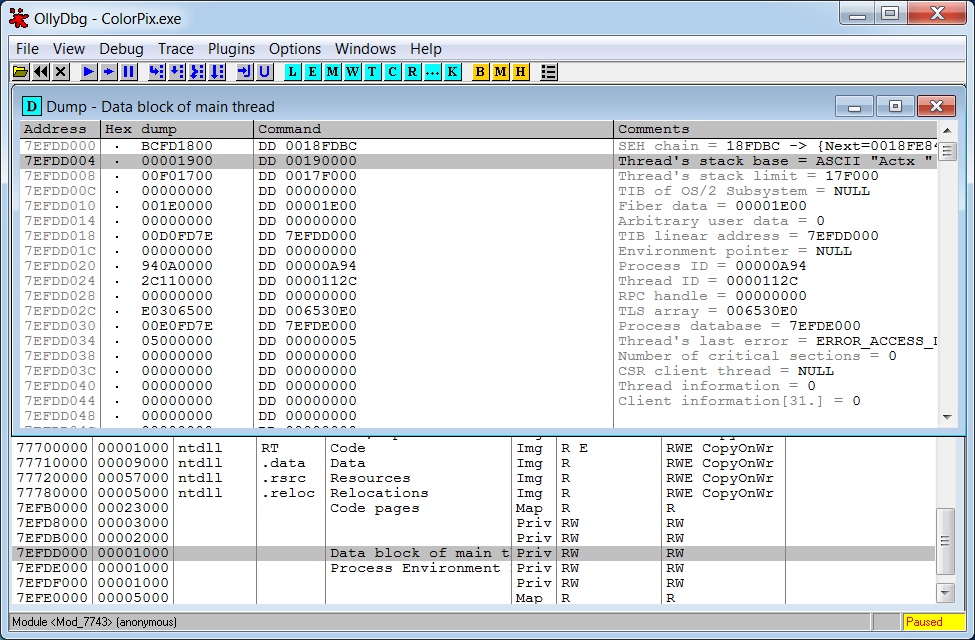 OllyDbg - ColorPix.exe
File View Debug Trace Plugins Options Windows Help
L E M W T C R ... K B M H
D Dump - Data block of main thread
Address Hex dump Command Comments
7EFDD000 . BCFD1800 DD 0018FDBC SEH chain = 18FDBC -> {Next=0018FE84
7EFDD004 . 00001900 DD 00190000 Thread's stack base = ASCII "Actx "
7EFDD008 . 00F01700 DD 0017F000 Thread's stack limit = 17F000
7EFDD00C . 00000000 DD 00000000 TIB of OS/2 Subsystem = NULL
7EFDD010 . 001E0000 DD 00001E00 Fiber data = 00001E00
7EFDD014 . 00000000 DD 00000000 Arbitrary user data = 0
7EFDD018 . 00D0FD7E DD 7EFDD000 TIB linear address = 7EFDD000
7EFDD01C . 00000000 DD 00000000 Environment pointer = NULL
7EFDD020 . 940A0000 DD 00000A94 Process ID = 00000A94
7EFDD024 . 2C110000 DD 0000112C Thread ID = 0000112C
7EFDD028 . 00000000 DD 00000000 RPC handle = 00000000
7EFDD02C . E0306500 DD 006530E0 TLS array = 006530E0
7EFDD030 . 00E0FD7E DD 7EFDE000 Process database = 7EFDE000
7EFDD034 . 05000000 DD 00000005 Thread's last error = ERROR_ACCESS_
7EFDD038 . 00000000 DD 00000000 Number of critical sections = 0
7EFDD03C . 00000000 DD 00000000 CSR client thread = NULL
7EFDD040 . 00000000 DD 00000000 Thread information = 0
7EFDD044 . 00000000 DD 00000000 Client information[31.] = 0
7EFDD048 . 00000000 DD 00000000
77700000 00001000 ntdll RT Code Img R E RWE CopyOnWr
77710000 00009000 ntdll .data Data Img R RWE CopyOnWr
77720000 00057000 ntdll .rsrc Resources Img R RWE CopyOnWr
77780000 00005000 ntdll .reloc Relocations Img R RWE CopyOnWr
7EFB0000 00023000 Code pages Map R R
7EFD8000 00003000 Priv RW RW
7EFDB000 00002000 Priv RW RW
7EFDD000 00001000 Data block of main t Priv RW RW
7EFDE000 00001000 Process Environment Priv RW RW
7EFDF000 00001000 Priv RW RW
7EFE0000 00005000 Map R R
Module <Mod_7743> (anonymous) Paused